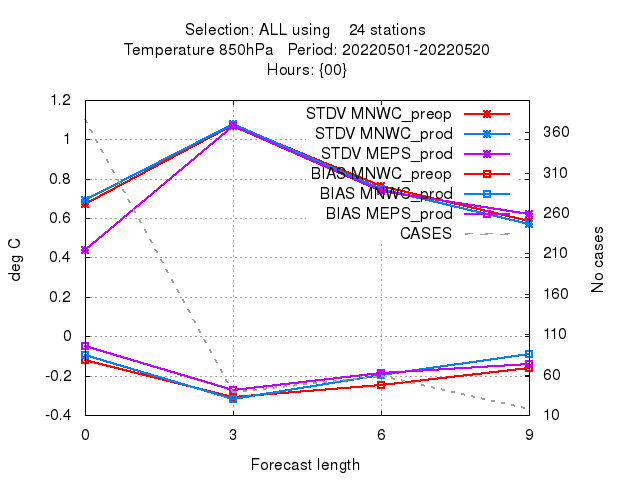 Selection: ALL using 24 stations
Temperature 850hPa Period: 20220501-20220520
Hours: {00}
STDV MNWC_preop
STDV MNWC_prod
STDV MEPS_prod
BIAS MNWC_preop
BIAS MNWC_prod
BIAS MEPS_prod
CASES
deg C
1.2
1
0.8
0.6
0.4
0.2
0
-0.2
-0.4
360
310
260
210
160
110
60
10
No cases
0 3 6 9
Forecast length